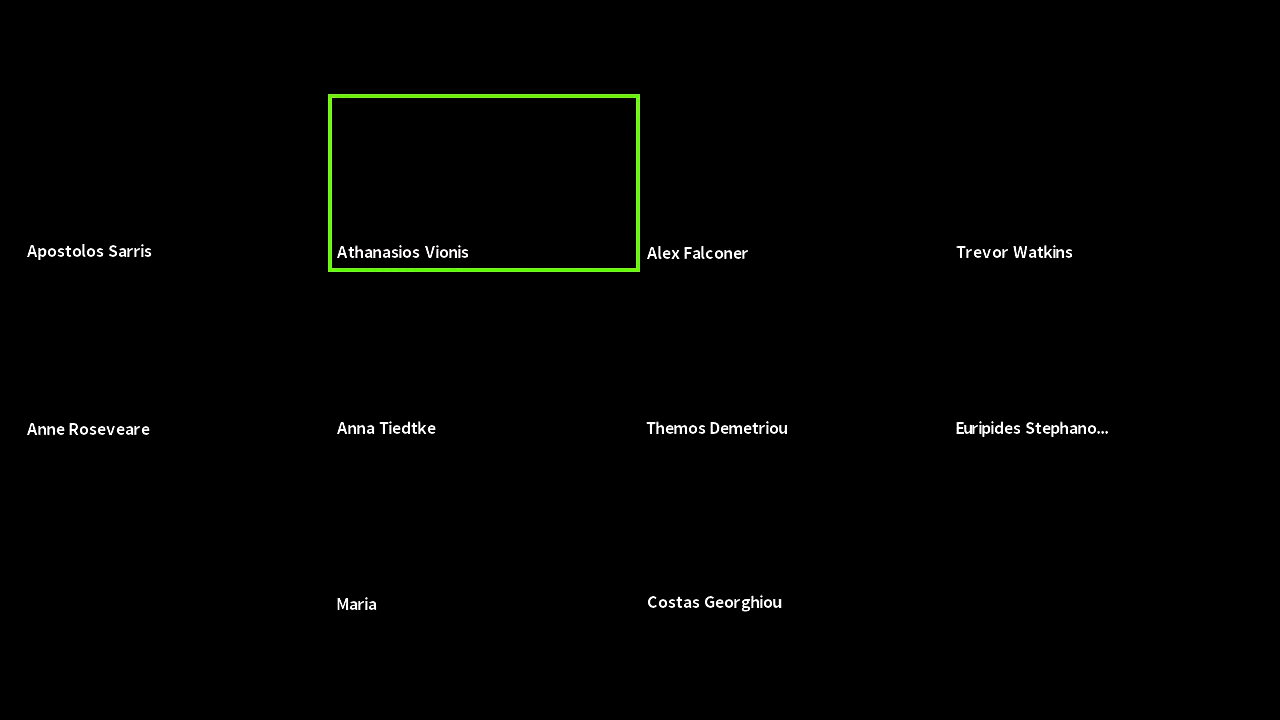 Apostolos Sarris
Athanasios Vionis
Alex Falconer
Trevor Watkins
Anne Roseveare
Anna Tiedtke
Themos Demetriou
Euripides Stephano...
Maria
Costas Georghiou